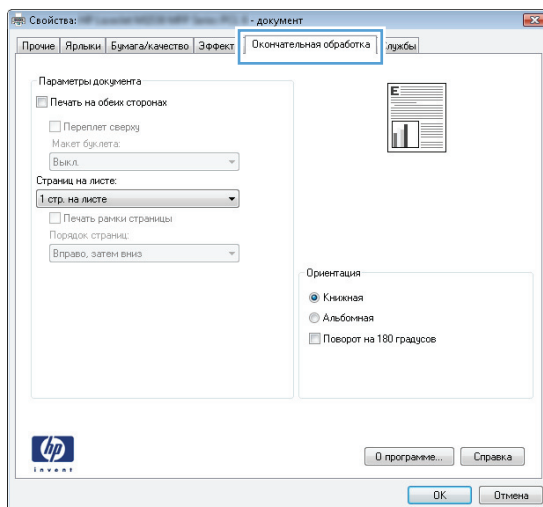 Свойства: - документ
Прочие Ярлыки Бумага/качество Эффект Окончательная обработка лужбы
Параметры документа
Печать на обеих сторонах
Переплет сверху
Макет буклета:
Выкл.
Страниц на листе:
1 стр. на листе
Печать рамки страницы
Порядок страниц:
Вправо, затем вниз
E
Ориентация
Книжная
Альбомная
Поворот на 180 градусов
hp
invent
О программе... Справка
OK Отмена